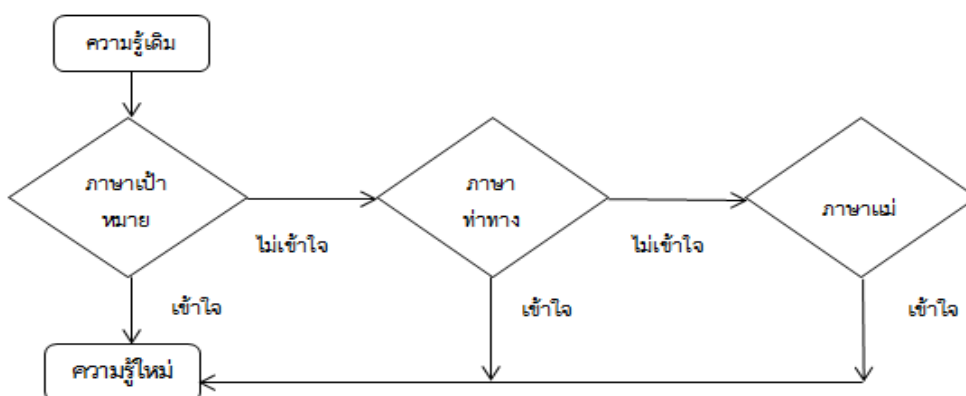 ความรู้เดิม
ภาษาเป้า
หมาย
ไม่เข้าใจ
ภาษา
ท่าทาง
ไม่เข้าใจ
ภาษาแม่
เข้าใจ
เข้าใจ
เข้าใจ
ความรู้ใหม่